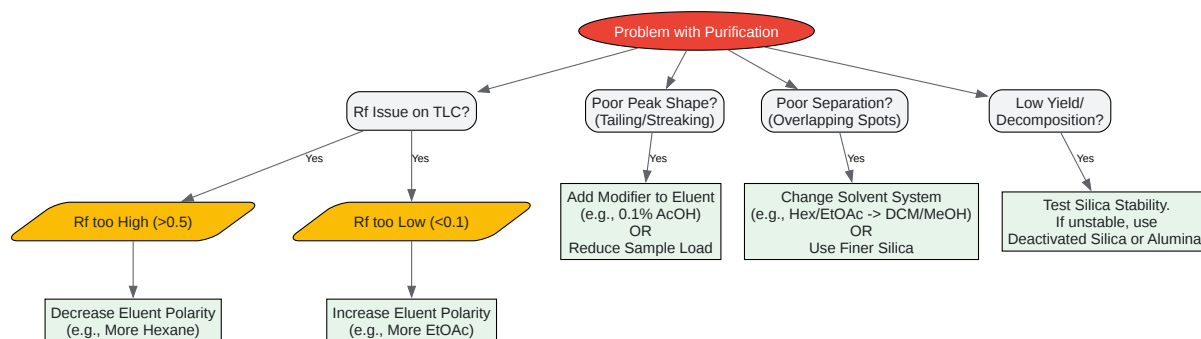 Problem with Purification
Rf Issue on TLC?
Poor Peak Shape?
(Tailing/Streaking)
Poor Separation?
(Overlapping Spots)
Low Yield/
Decomposition?
Yes
Yes
Yes
Yes
Yes
Rf too High (>0.5)
Rf too Low (<0.1)
Add Modifier to Eluent
(e.g., 0.1% AcOH)
OR
Reduce Sample Load
Change Solvent System
(e.g., Hex/EtOAc -> DCM/MeOH)
OR
Use Finer Silica
Test Silica Stability.
If unstable, use
Deactivated Silica or Alumina
Decrease Eluent Polarity
(e.g., More Hexane)
Increase Eluent Polarity
(e.g., More EtOAc)